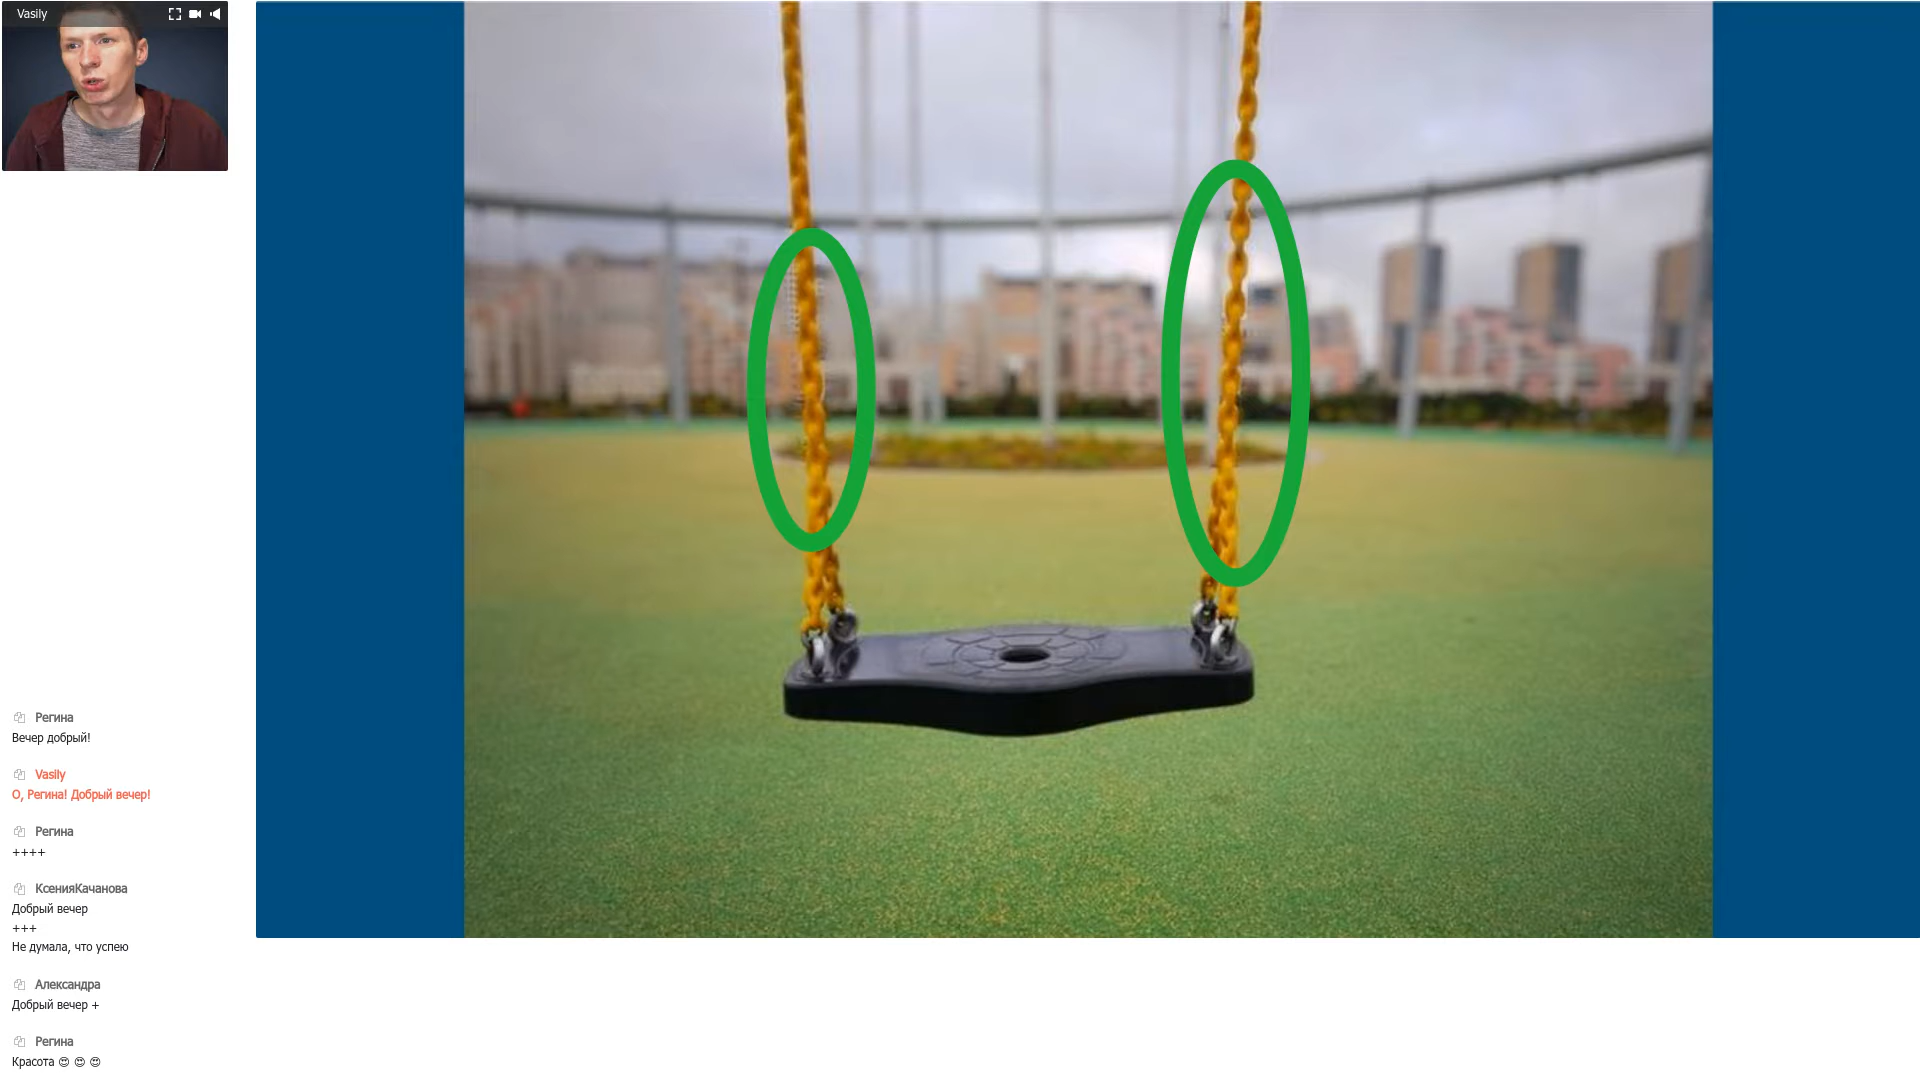 Vasily
Регина
Вечер добрый!
Vasily
О, Регина! Добрый вечер!
Регина
++++
КсенияКачанова
Добрый вечер
+++
Не думала, что успею
Александра
Добрый вечер +
Регина
Красота 😍 😍 😍